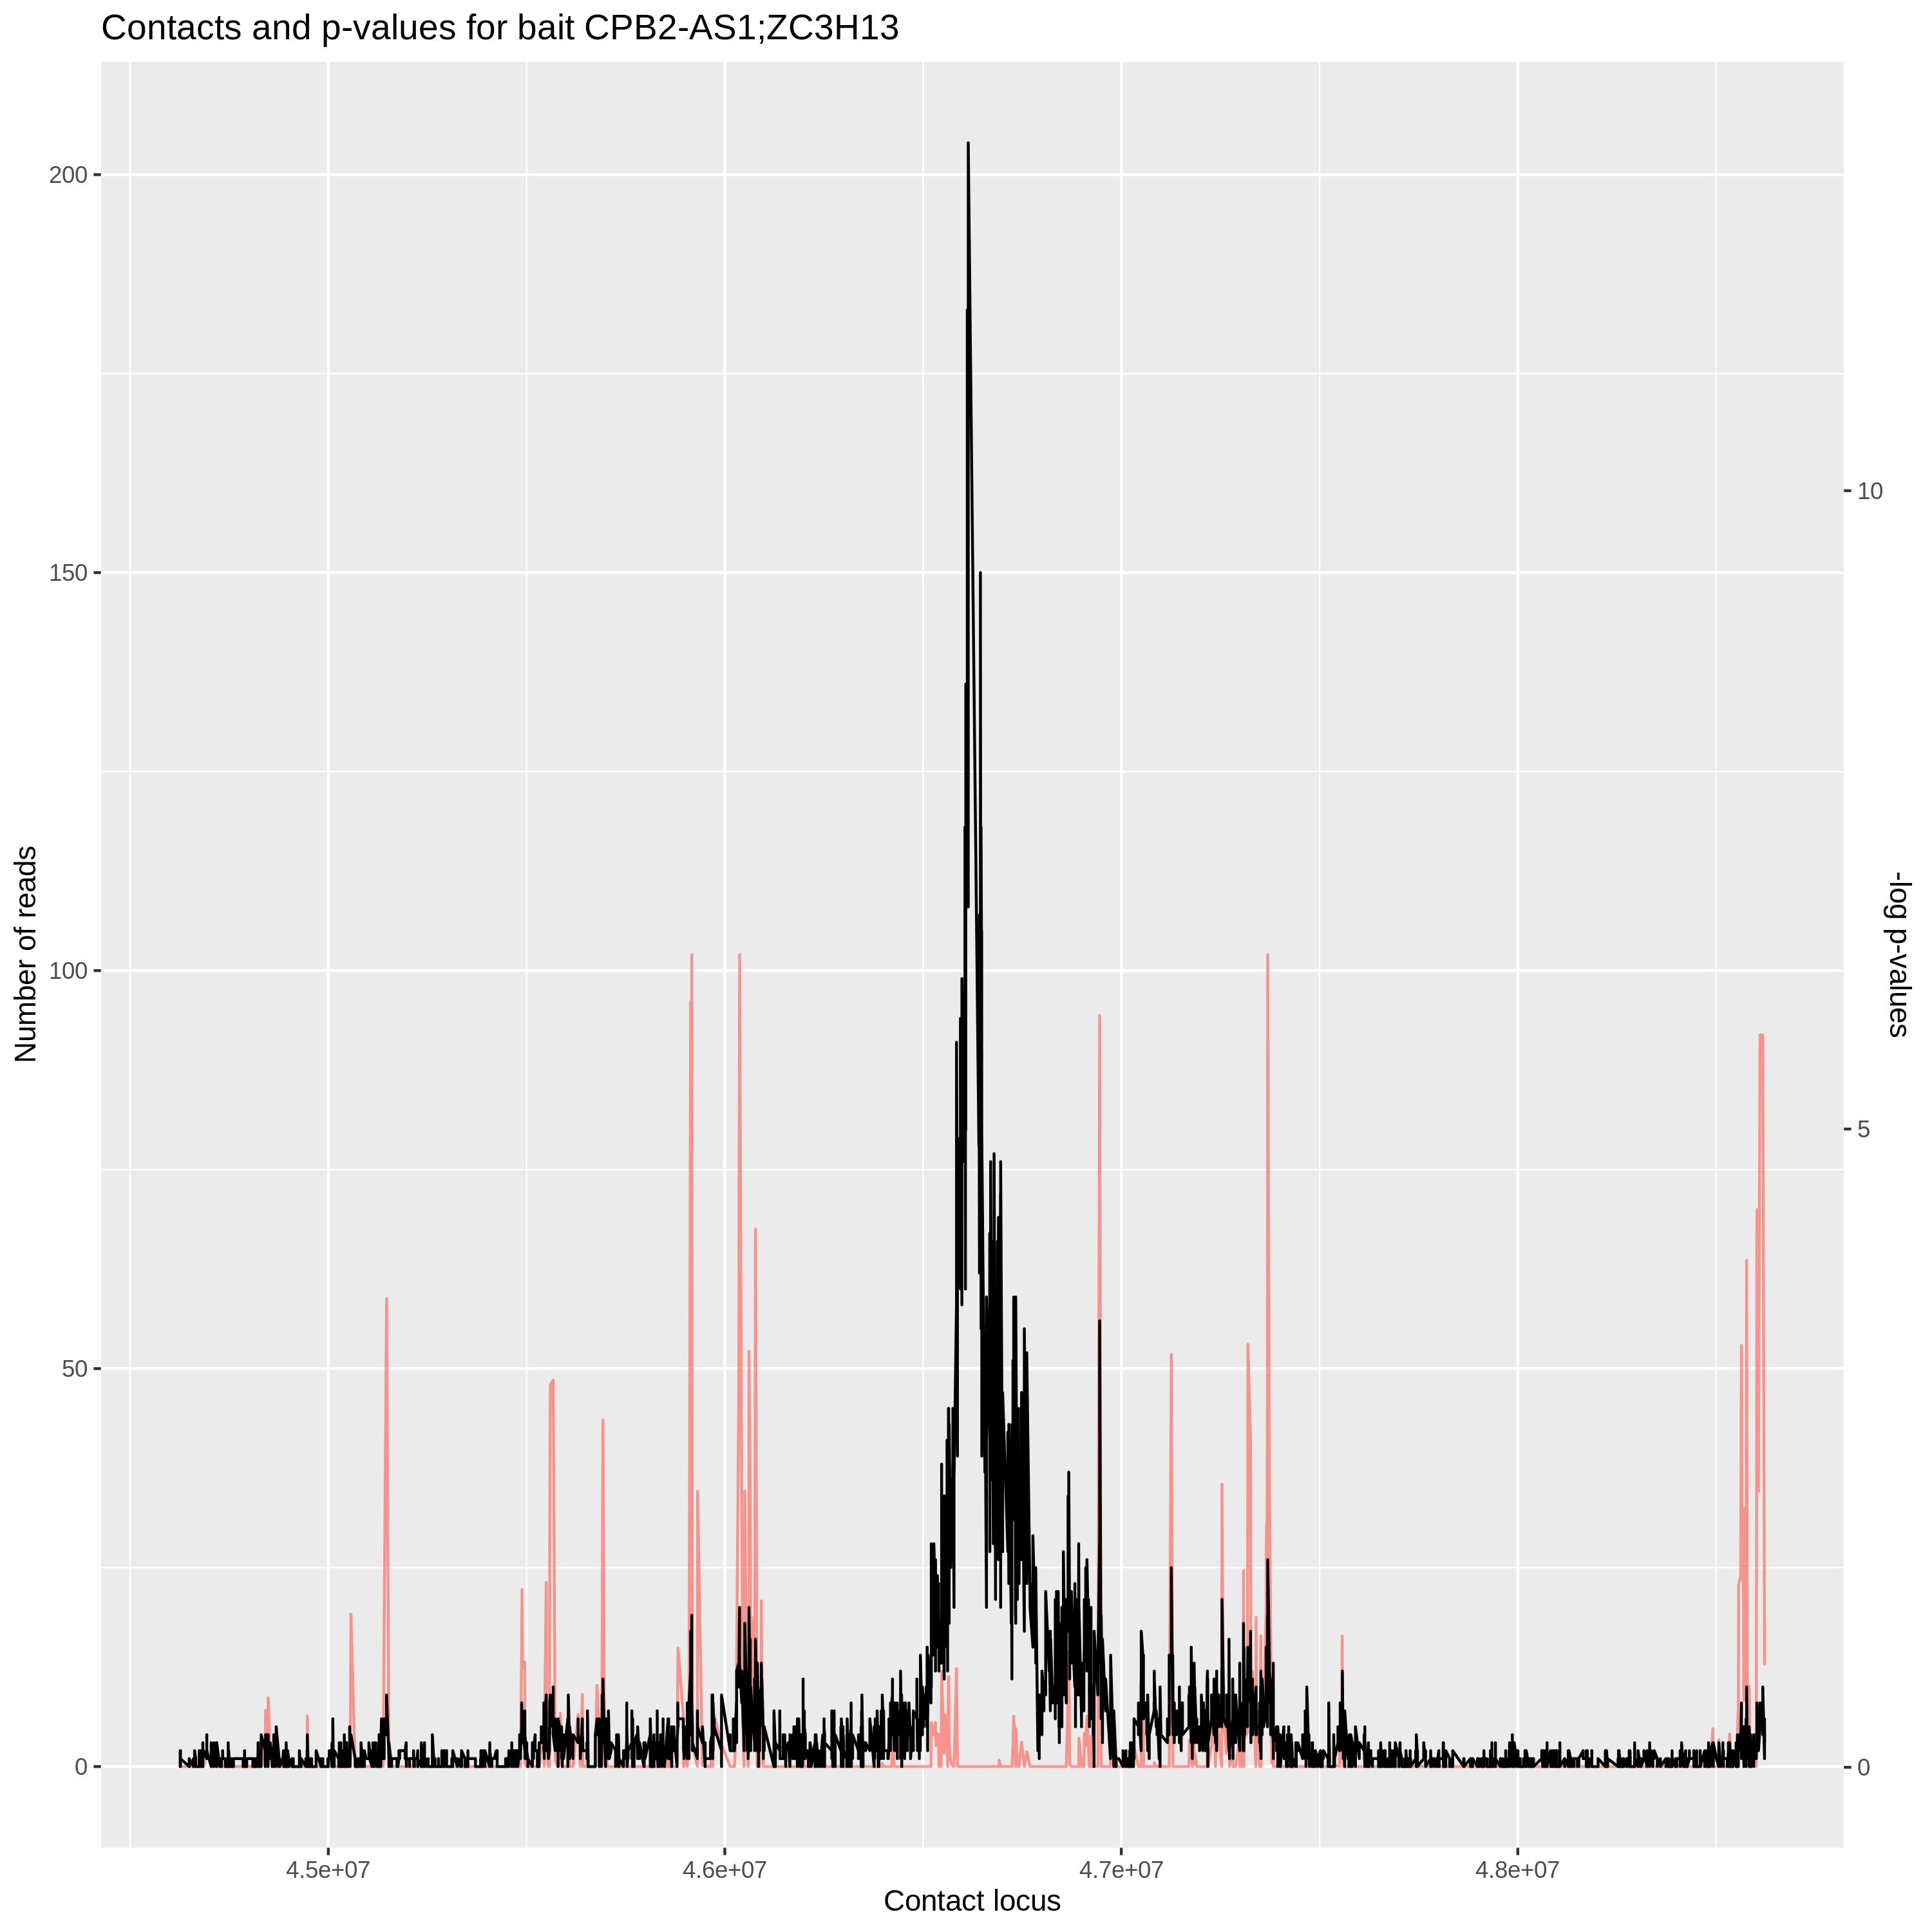 Contacts and p-values for bait CPB2-AS1;ZC3H13
200
150
100
50
0
Number of reads
10
5
0
-log p-values
4.5e+07
4.6e+07
4.7e+07
4.8e+07
Contact locus